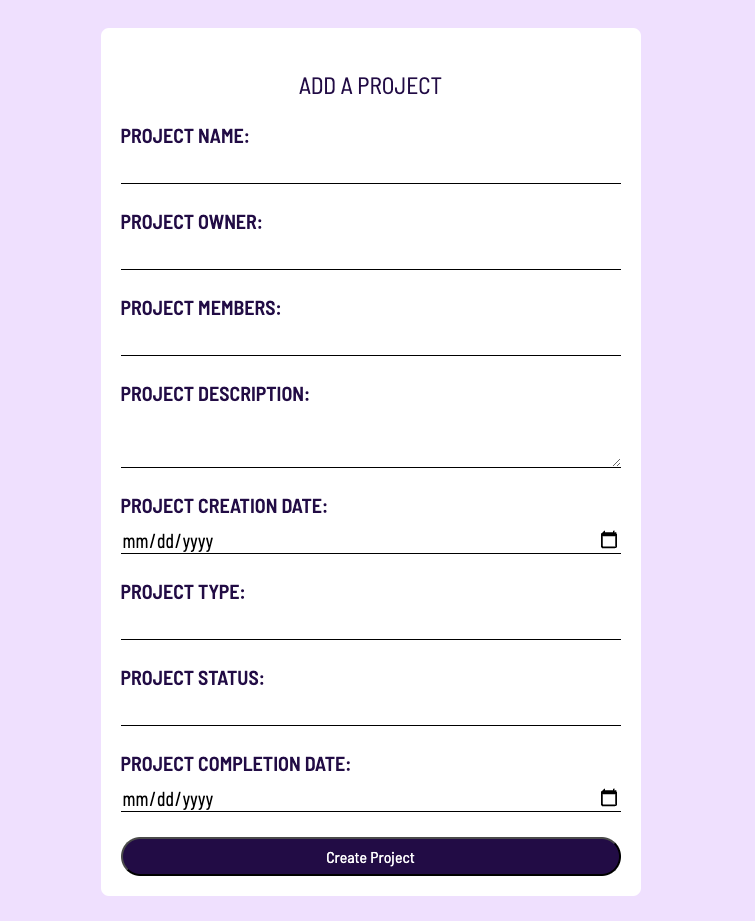 ADD A PROJECT
PROJECT NAME:
PROJECT OWNER:
PROJECT MEMBERS:
PROJECT DESCRIPTION:
PROJECT CREATION DATE:
mm/dd/yyyy
PROJECT TYPE:
PROJECT STATUS:
PROJECT COMPLETION DATE:
mm/dd/yyyy
Create Project